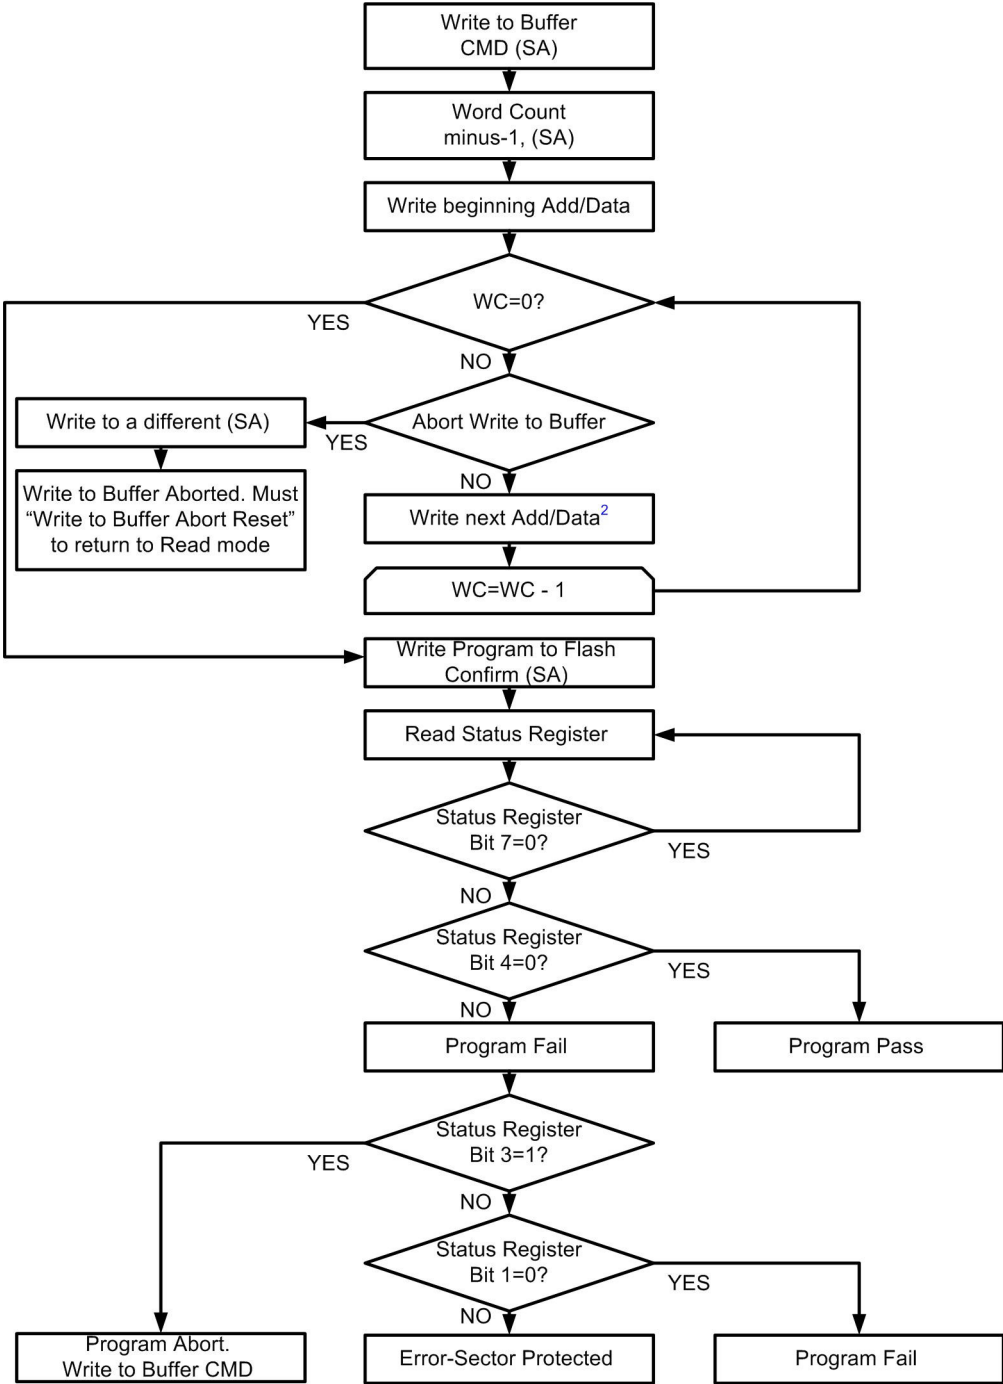 Write to Buffer
CMD (SA)
Word Count
minus-1, (SA)
Write beginning Add/Data
WC=0?
YES
NO
Abort Write to Buffer
YES
Write to a different (SA)
Write to Buffer Aborted. Must
“Write to Buffer Abort Reset”
to return to Read mode
NO
Write next Add/Data2
WC=WC - 1
Write Program to Flash
Confirm (SA)
Read Status Register
Status Register
Bit 7=0?
YES
NO
Status Register
Bit 4=0?
YES
NO
Program Fail
Program Pass
Status Register
Bit 3=1?
YES
NO
Status Register
Bit 1=0?
YES
NO
Program Abort.
Write to Buffer CMD
Error-Sector Protected
Program Fail